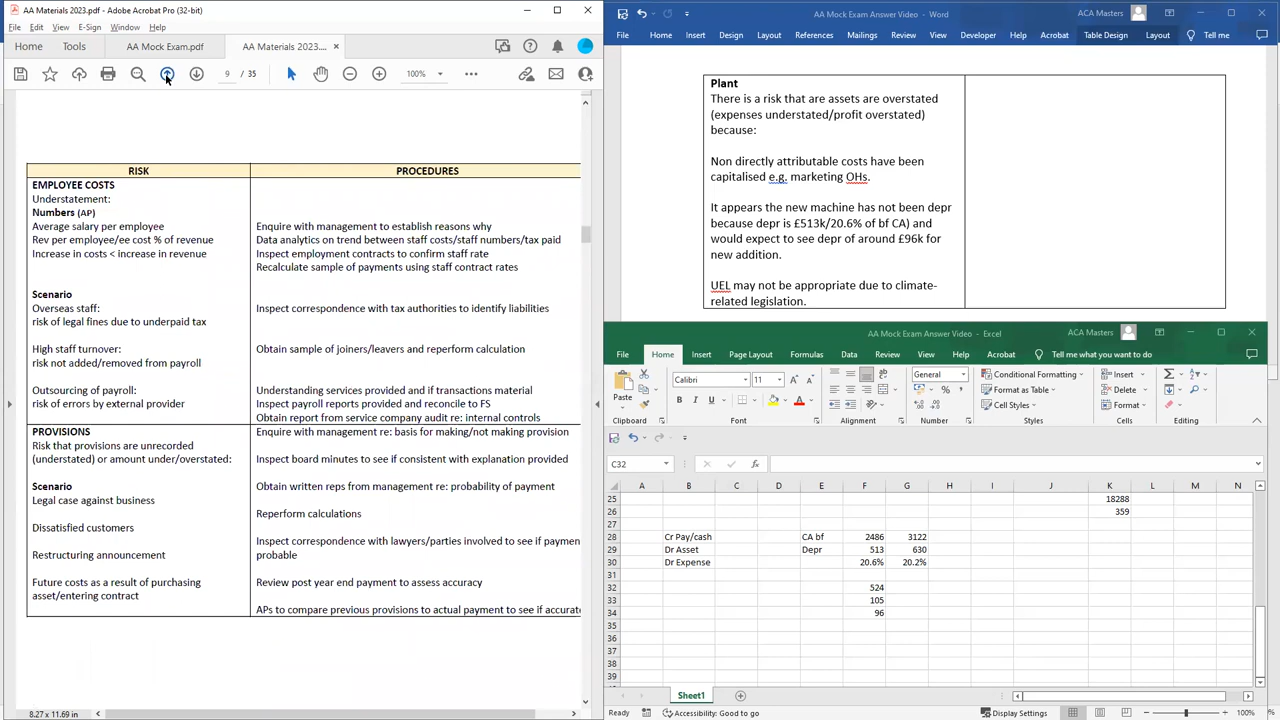 AA Materials 2023.pdf - Adobe Acrobat Pro (32-bit)
File Edit View E-Sign Window Help
Home Tools AA Mock Exam.pdf AA Materials 2023.... ×
9 / 35 100%
RISK PROCEDURES
EMPLOYEE COSTS
Understatement:
Numbers (AP)
Average salary per employee Enquire with management to establish reasons why
Rev per employee/ee cost % of revenue Data analytics on trend between staff costs/staff numbers/tax paid
Increase in costs < increase in revenue Inspect employment contracts to confirm staff rate
Recalculate sample of payments using staff contract rates
Scenario
Overseas staff: Inspect correspondence with tax authorities to identify liabilities
risk of legal fines due to underpaid tax
High staff turnover: Obtain sample of joiners/leavers and reperform calculation
risk not added/removed from payroll
Outsourcing of payroll: Understanding services provided and if transactions material
risk of errors by external provider Inspect payroll reports provided and reconcile to FS
Obtain report from service company audit re: internal controls
PROVISIONS Enquire with management re: basis for making/not making provision
Risk that provisions are unrecorded
(understated) or amount under/overstated: Inspect board minutes to see if consistent with explanation provided
Scenario Obtain written reps from management re: probability of payment
Legal case against business
Reperform calculations
Dissatisfied customers
Inspect correspondence with lawyers/parties involved to see if paymen
Restructuring announcement probable
Future costs as a result of purchasing Review post year end payment to assess accuracy
asset/entering contract
APs to compare previous provisions to actual payment to see if accurate
8.27 x 11.69 in
AA Mock Exam Answer Video - Word ACA Masters
File Home Insert Design Layout References Mailings Review View Developer Help Acrobat Table Design Layout Tell me
Plant
There is a risk that are assets are overstated
(expenses understated/profit overstated)
because:
Non directly attributable costs have been
capitalised e.g. marketing OHs.
It appears the new machine has not been depr
because depr is £513k/20.6% of bf CA) and
would expect to see depr of around £96k for
new addition.
UEL may not be appropriate due to climate-
related legislation.
AA Mock Exam Answer Video - Excel ACA Masters
File Home Insert Page Layout Formulas Data Review View Help Acrobat Tell me what you want to do
Paste Calibri 11 General Conditional Formatting Insert
B I U Format as Table Delete
Cell Styles Format
Clipboard Font Alignment Number Styles Cells Editing
C32 fx
A B C D E F G H I J K L M N
25 18288
26 359
27
28 Cr Pay/cash CA bf 2486 3122
29 Dr Asset Depr 513 630
30 Dr Expense 20.6% 20.2%
31
32 524
33 105
34 96
35
36
37
38
39
Sheet1
Ready Accessibility: Good to go Display Settings 100%